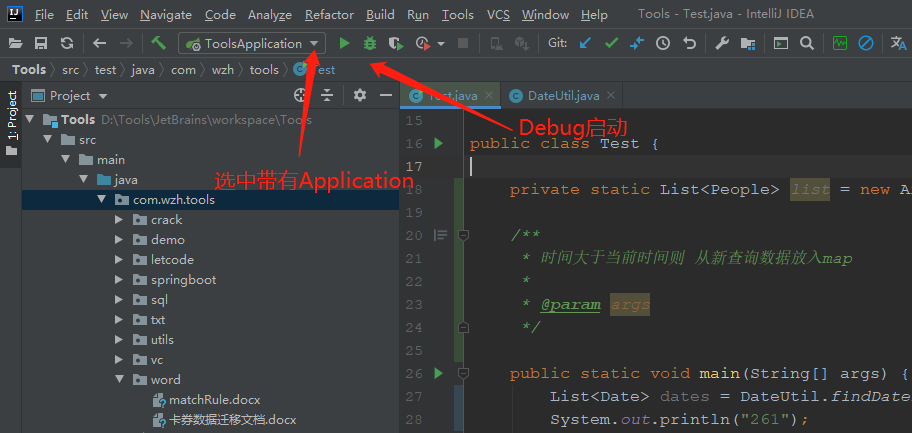 File Edit View Navigate Code Analyze Refactor Build Run Tools VCS Window Help Tools - Test.java - IntelliJ IDEA
ToolsApplication Git:
Tools src test java com wzh tools Test
1: Project
Project
Test.java DateUtil.java
Tools D:\Tools\JetBrains\workspace\Tools
src
main
java
com.wzh.tools
crack
demo
letcode
springboot
sql
txt
utils
vc
word
matchRule.docx
卡券数据迁移文档.docx
选中带有Application
Debug启动
15
16 public class Test {
17
18 private static List<People> list = new Ar
19
20 /**
21 * 时间大于当前时间则 从新查询数据放入map
22 *
23 * @param args
24 */
25
26 public static void main(String[] args) {
27 List<Date> dates = DateUtil.findDate
28 System.out.println("261");